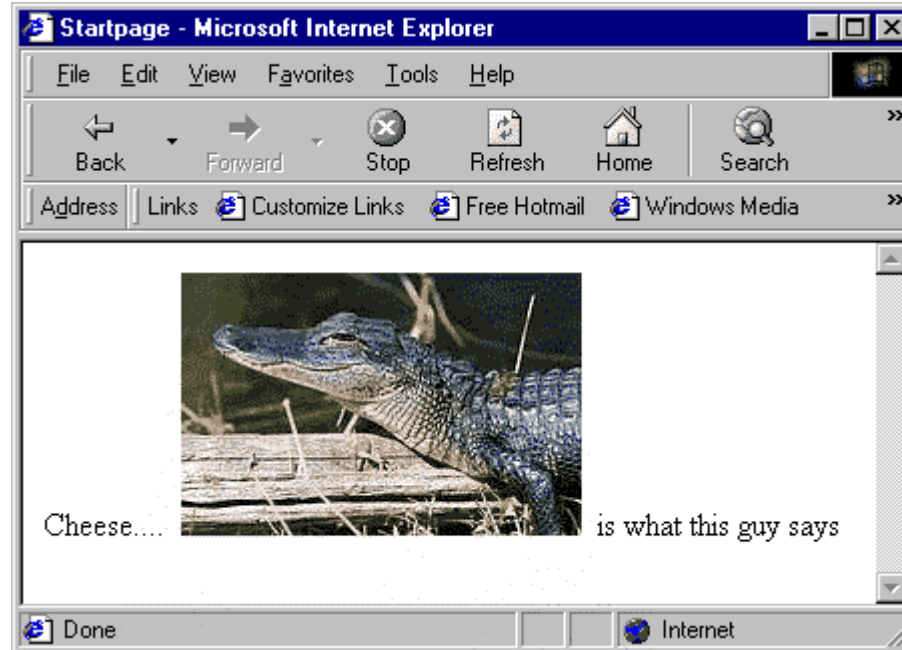 Startpage - Microsoft Internet Explorer
File Edit View Favorites Tools Help
Back Forward Stop Refresh Home Search »
Address Links Customize Links Free Hotmail Windows Media »
Cheese.... is what this guy says
Done Internet